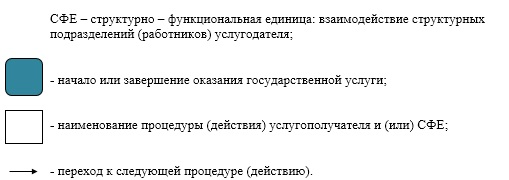 СФЕ – структурно – функциональная единица: взаимодействие структурных
подразделений (работников) услугодателя;
- начало или завершение оказания государственной услуги;
- наименование процедуры (действия) услугополучателя и (или) СФЕ;
- переход к следующей процедуре (действию).